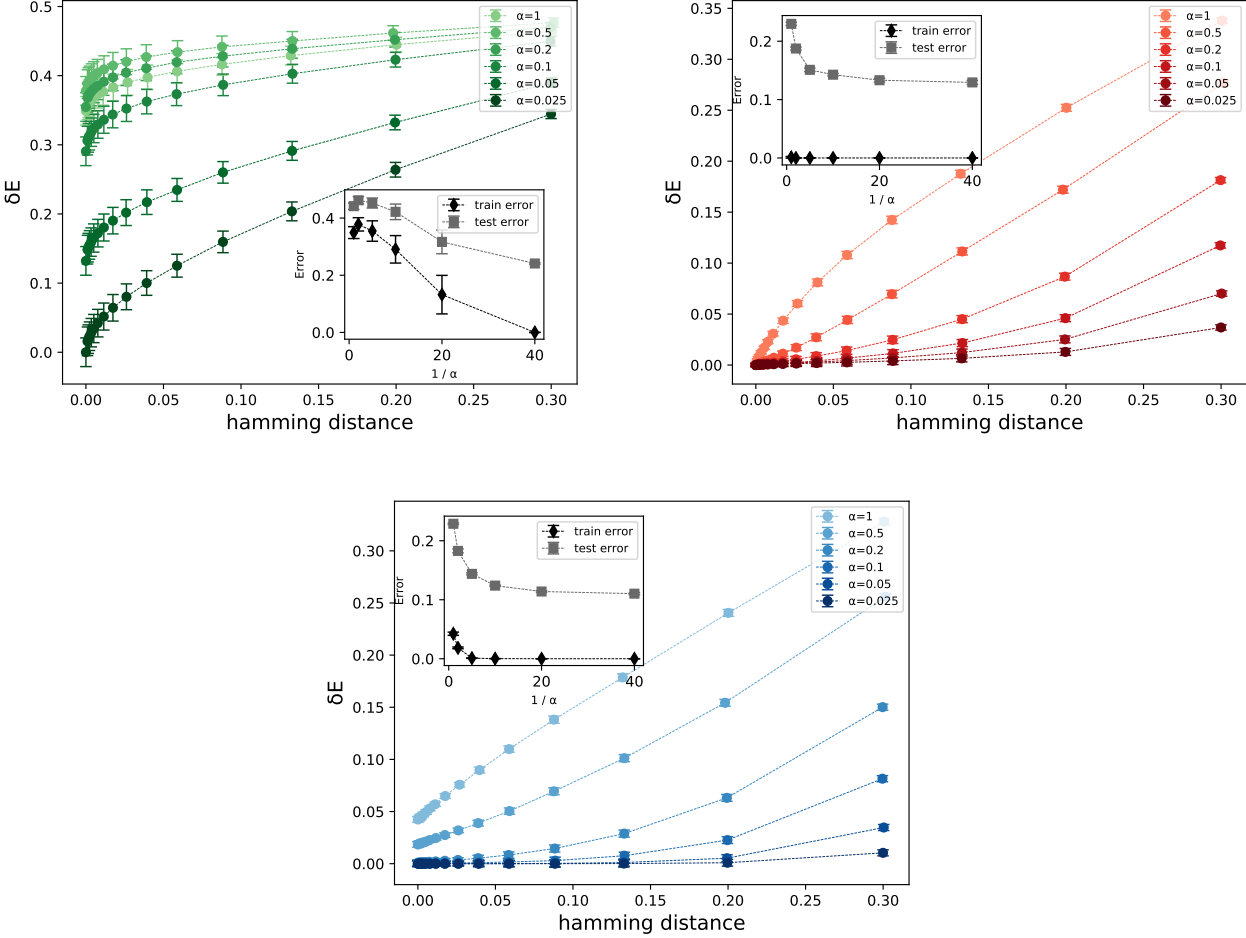 0.5
0.4
0.3
0.2
0.1
0.0
δE
0.00
0.05
0.10
0.15
0.20
0.25
0.30
hamming distance
α=1
α=0.5
α=0.2
α=0.1
α=0.05
α=0.025
0.4
0.2
0.0
Error
0
20
40
1 / α
train error
test error
0.35
0.30
0.25
0.20
0.15
0.10
0.05
0.00
δE
0.00
0.05
0.10
0.15
0.20
0.25
0.30
hamming distance
α=1
α=0.5
α=0.2
α=0.1
α=0.05
α=0.025
0.2
0.1
0.0
Error
0
20
40
1 / α
train error
test error
0.30
0.25
0.20
0.15
0.10
0.05
0.00
δE
0.00
0.05
0.10
0.15
0.20
0.25
0.30
hamming distance
α=1
α=0.5
α=0.2
α=0.1
α=0.05
α=0.025
0.2
0.1
0.0
Error
0
20
40
1 / α
train error
test error